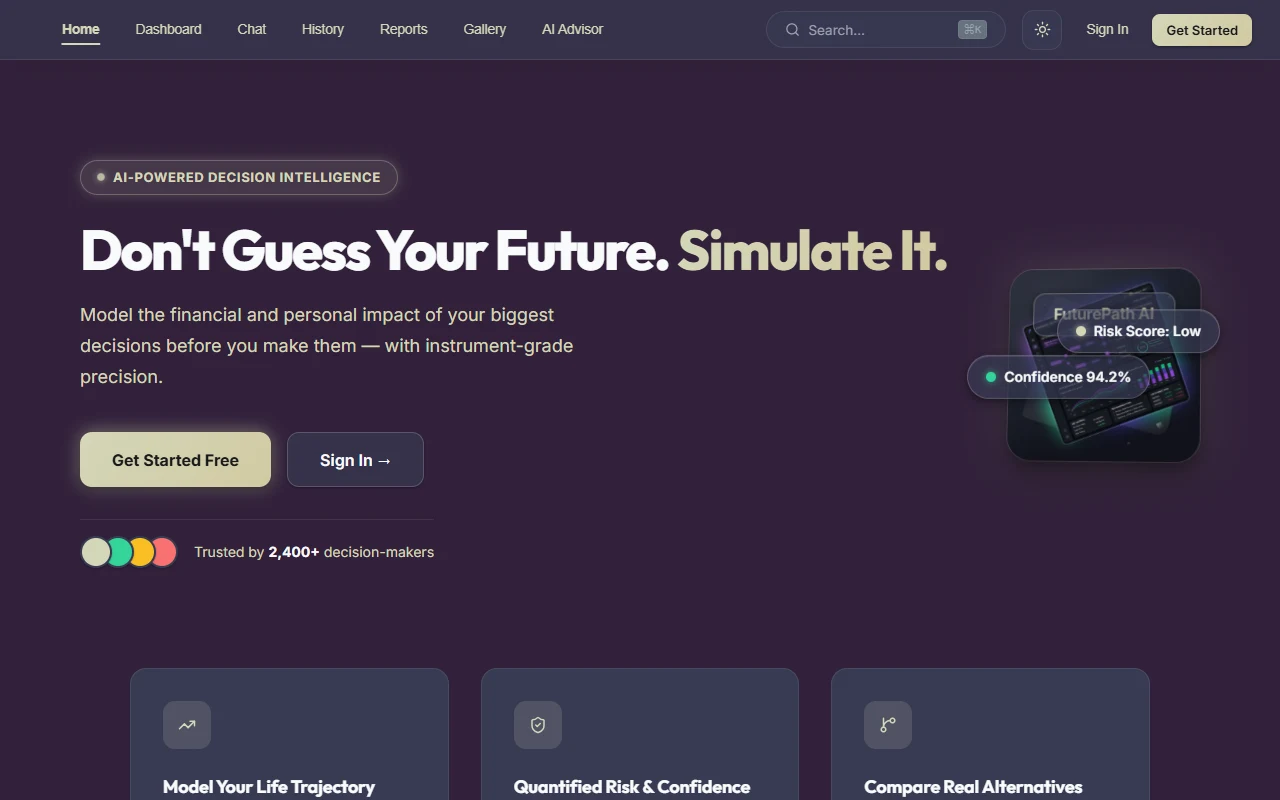 Home Dashboard Chat History Reports Gallery AI Advisor Search... ⌘K Sign In Get Started
AI-POWERED DECISION INTELLIGENCE
Don't Guess Your Future. Simulate It.
Model the financial and personal impact of your biggest
decisions before you make them — with instrument-grade
precision.
FuturePath AI
Risk Score: Low
Confidence 94.2%
Get Started Free Sign In →
Trusted by 2,400+ decision-makers
Model Your Life Trajectory Quantified Risk & Confidence Compare Real Alternatives